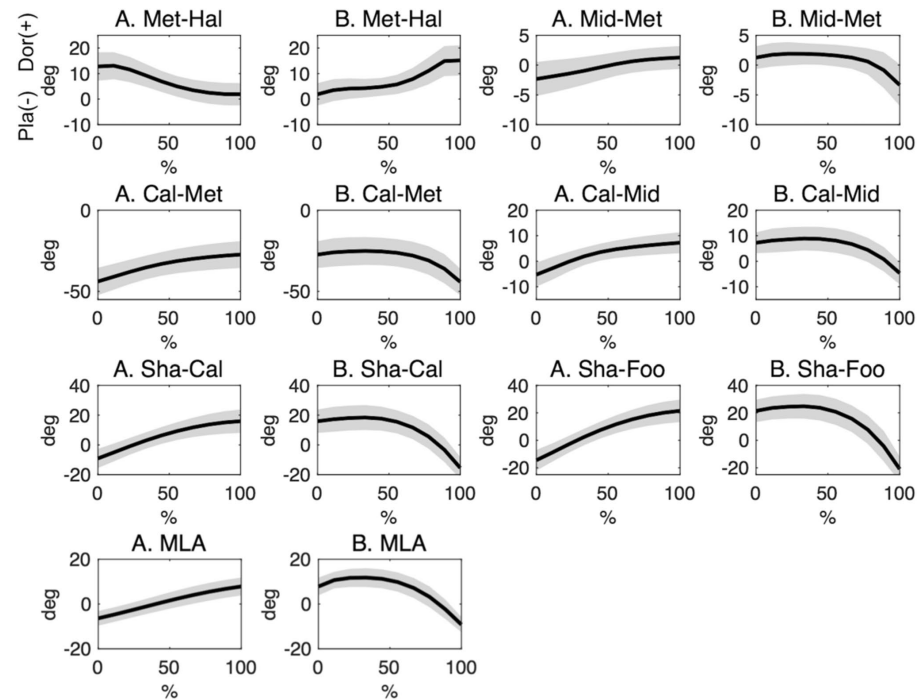 A. Met-Hal B. Met-Hal A. Mid-Met B. Mid-Met
Pla(-) Dor(+)
deg 20 10 0 -10 deg 20 10 0 -10 deg 5 0 -5 -10 deg 5 0 -5 -10
0 50 100 0 50 100 0 50 100 0 50 100
% % % %
A. Cal-Met B. Cal-Met A. Cal-Mid B. Cal-Mid
deg 0 -50 deg 0 -50 deg 20 10 0 -10 deg 20 10 0 -10
0 50 100 0 50 100 0 50 100 0 50 100
% % % %
A. Sha-Cal B. Sha-Cal A. Sha-Foo B. Sha-Foo
deg 40 20 0 -20 deg 40 20 0 -20 deg 40 20 0 -20 deg 40 20 0 -20
0 50 100 0 50 100 0 50 100 0 50 100
% % % %
A. MLA B. MLA
deg 20 0 -20 deg 20 0 -20
0 50 100 0 50 100
% %